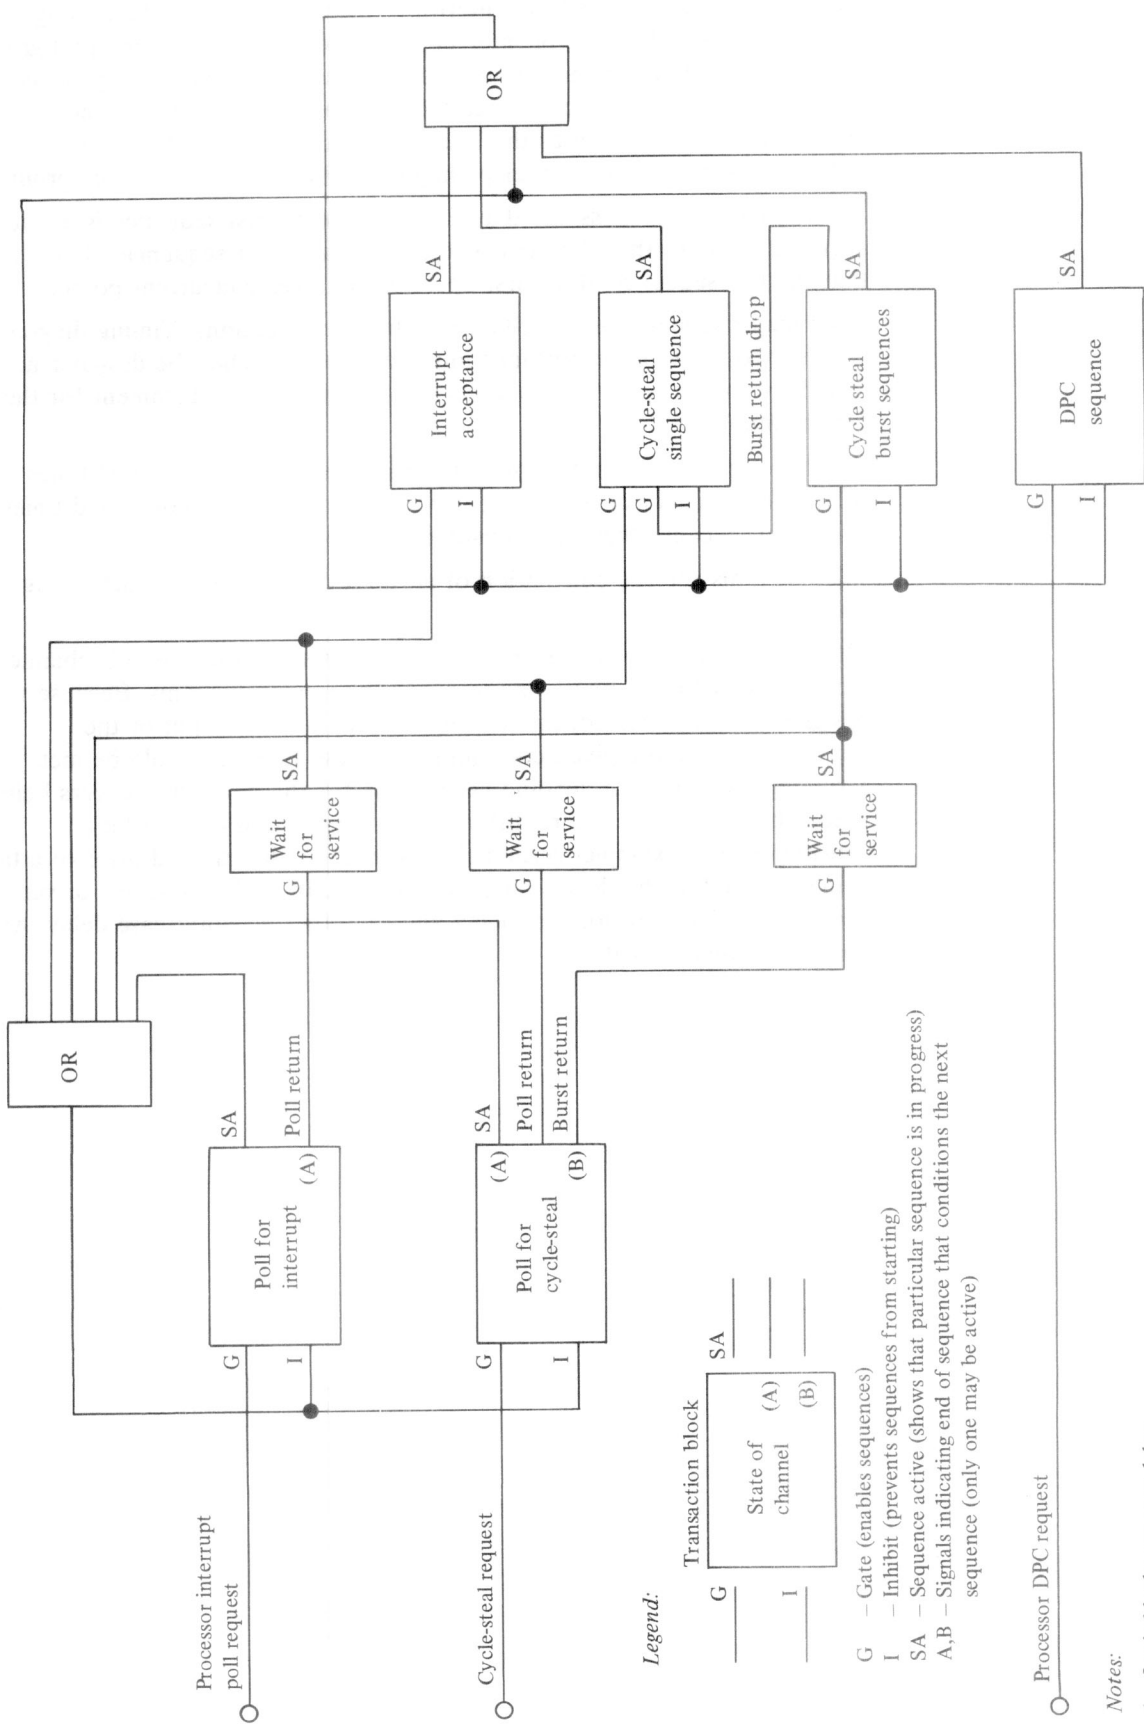 Processor interrupt
poll request
G
I
Poll for
interrupt
SA
Poll return
(A)
OR
G
Wait
for
service
SA
G
I
Interrupt
acceptance
SA
OR
Cycle-steal request
G
I
Poll for
cycle-steal
SA
(A)
Poll return
Burst return
(B)
G
Wait
for
service
SA
G
G
I
Cycle-steal
single sequence
SA
Burst return drop
G
Wait
for
service
SA
G
I
Cycle steal
burst sequences
SA
Legend:
Transaction block
G
I
State of
channel
SA
(A)
(B)
G – Gate (enables sequences)
I – Inhibit (prevents sequences from starting)
SA – Sequence active (shows that particular sequence is in progress)
A,B – Signals indicating end of sequence that conditions the next
sequence (only one may be active)
Processor DPC request
G
I
DPC
sequence
SA
Notes: